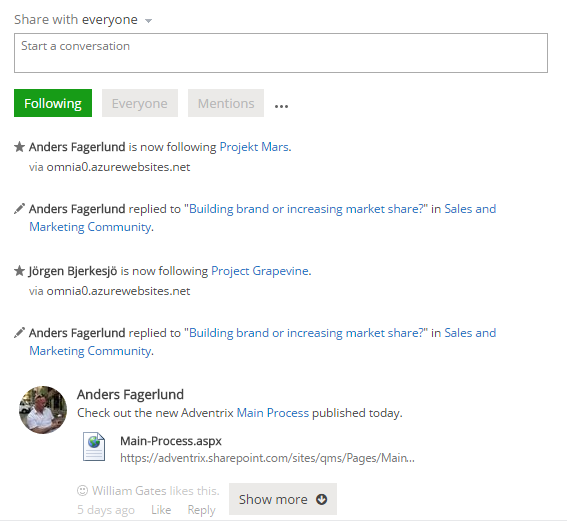 Share with everyone
Start a conversation
Following Everyone Mentions ...
Anders Fagerlund is now following Projekt Mars.
via omnia0.azurewebsites.net
Anders Fagerlund replied to "Building brand or increasing market share?" in Sales and
Marketing Community.
Jörgen Bjerkesjö is now following Project Grapevine.
via omnia0.azurewebsites.net
Anders Fagerlund replied to "Building brand or increasing market share?" in Sales and
Marketing Community.
Anders Fagerlund
Check out the new Adventrix Main Process published today.
Main-Process.aspx
https://adventrix.sharepoint.com/sites/qms/Pages/Main...
William Gates likes this.
5 days ago Like Reply
Show more